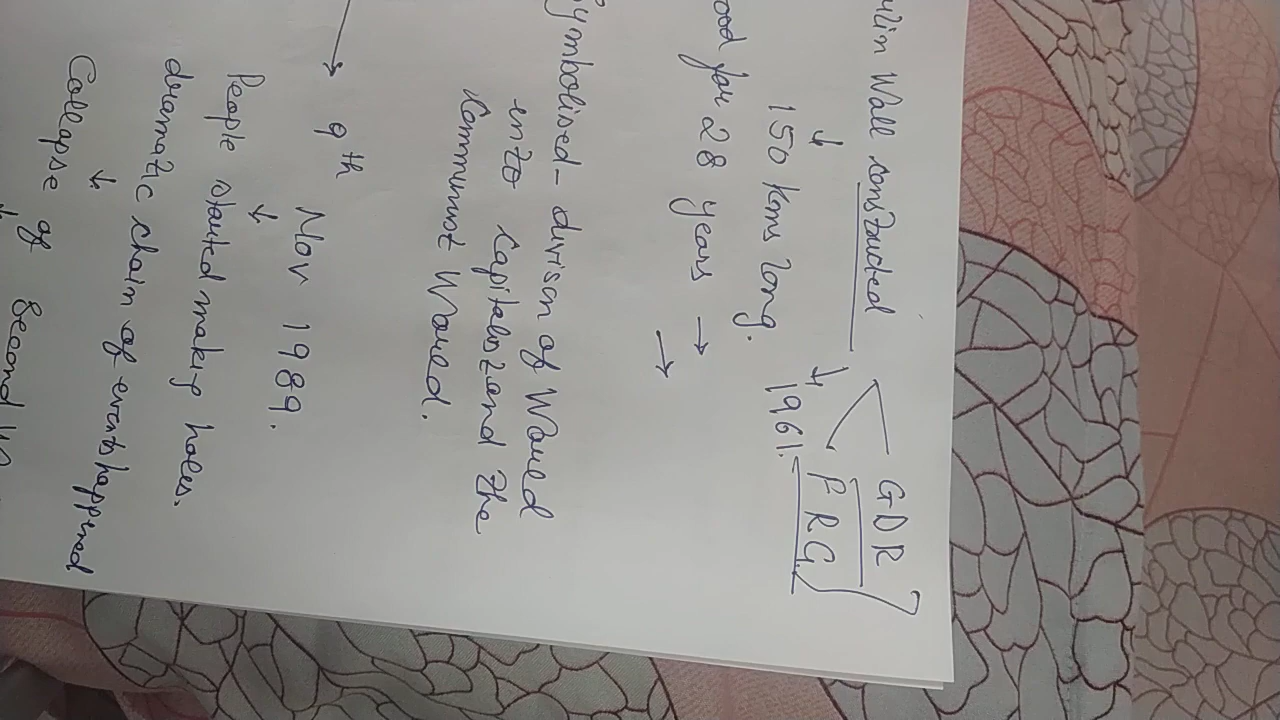 Wall constructed GDR
150 kms long. 1961. FRG
for 28 years
Symbolised - divison of World
into Capitalist and the
Communist World.
9th Nov 1989.
People started making holes.
dramatic chain of events happened
Collapse of Second